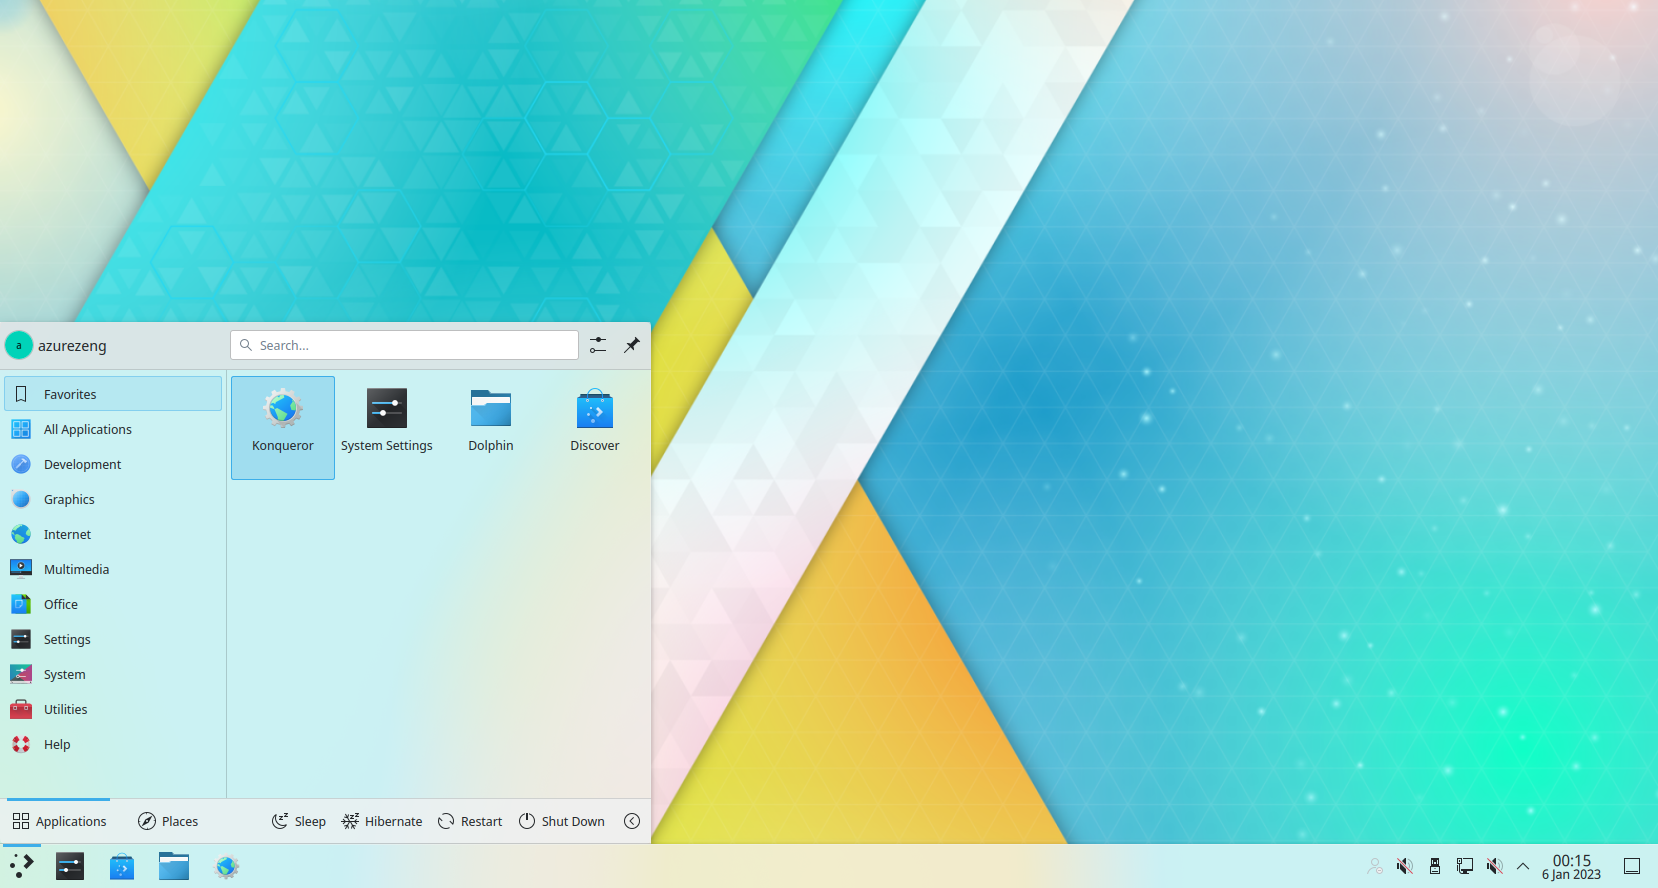 a
azurezeng
Search...
Favorites
All Applications
Development
Graphics
Internet
Multimedia
Office
Settings
System
Utilities
Help
Konqueror
System Settings
Dolphin
Discover
Applications
Places
Sleep
Hibernate
Restart
Shut Down
00:15
6 Jan 2023